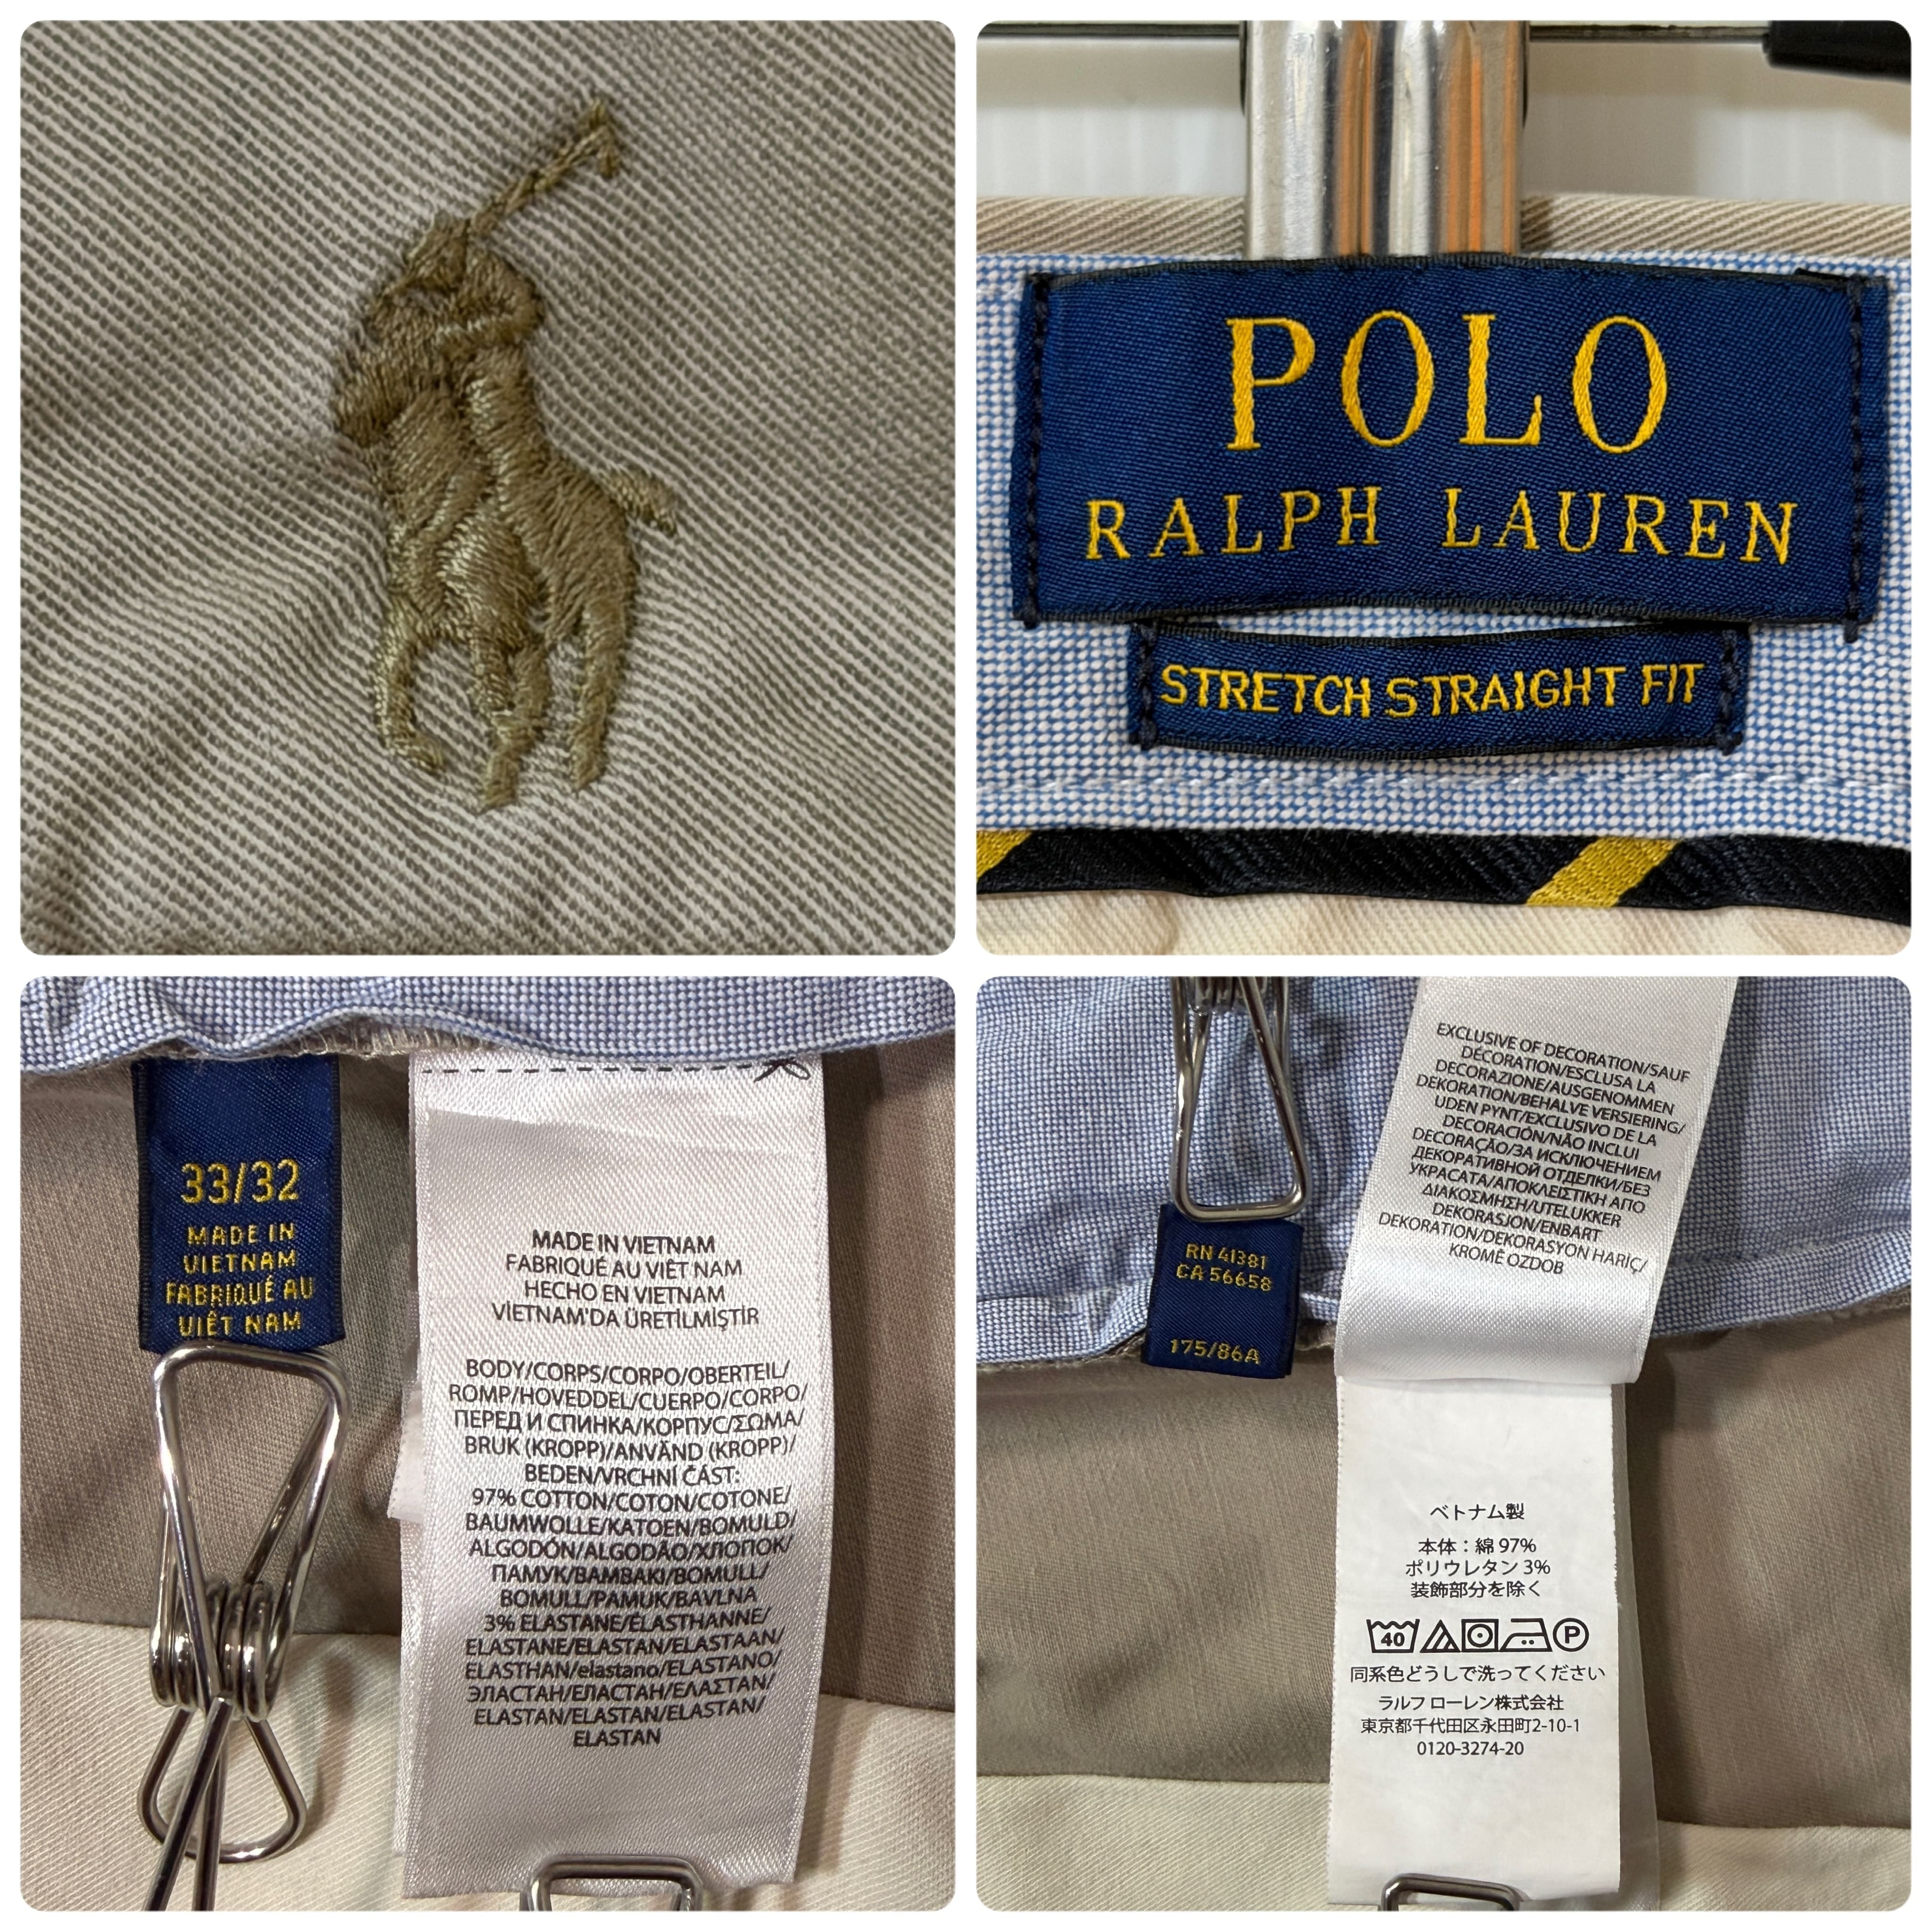 POLO
RALPH LAUREN
STRETCH STRAIGHT FIT
33/32
MADE IN
VIETNAM
FABRIQUÉ AU
VIÊT NAM
MADE IN VIETNAM
FABRIQUÉ AU VIÊT NAM
HECHO EN VIETNAM
VİETNAM'DA ÜRETİLMİŞTİR
BODY/CORPS/CORPO/OBERTEIL/
ROMP/HOVEDDEL/CUERPO/CORPO/
ПЕРЕД И СПИНКА/КОРПУС/ΣΩΜΑ/
BRUK (KROPP)/ANVÄND (KROPP)/
BEDEN/VRCHNÍ ČÁST:
97% COTTON/COTON/COTONE/
BAUMWOLLE/KATOEN/BOMULD/
ALGODÓN/ALGODÃO/ХЛОПОК/
ПАМУК/ΒΑΜΒΑΚΙ/BOMULL/
BOMULL/PAMUK/BAVLNA
3% ELASTANE/ÉLASTHANNE/
ELASTANE/ELASTAN/ELASTAAN/
ELASTHAN/elastano/ELASTANO/
ЭЛАСТАН/ЕЛАСТАН/ΕΛΑΣΤΑΝ/
ELASTAN/ELASTAN/ELASTAN/
ELASTAN
EXCLUSIVE OF DECORATION/SAUF
DÉCORATION/ESCLUSA LA
DECORAZIONE/AUSGENOMMEN
DEKORATION/BEHALVE VERSIERING/
UDEN PYNT/EXCLUSIVO DE LA
DECORACIÓN/NÃO INCLUI
DECORAÇÃO/ЗА ИСКЛЮЧЕНИЕМ
ДЕКОРАТИВНОЙ ОТДЕЛКИ/БЕЗ
УКРАСАТА/ΑΠΟΚΛΕΙΣΤΙΚΗ ΑΠΟ
ΔΙΑΚΟΣΜΗΣΗ/UTELUKKER
DEKORASJON/ENBART
DEKORATION/DEKORASYON HARİÇ/
KROMĚ OZDOB
RN 41381
CA 56658
175/86A
ベトナム製
本体：綿 97%
ポリウレタン 3%
装飾部分を除く
40 P
同系色どうしで洗ってください
ラルフ ローレン株式会社
東京都千代田区永田町2-10-1
0120-3274-20